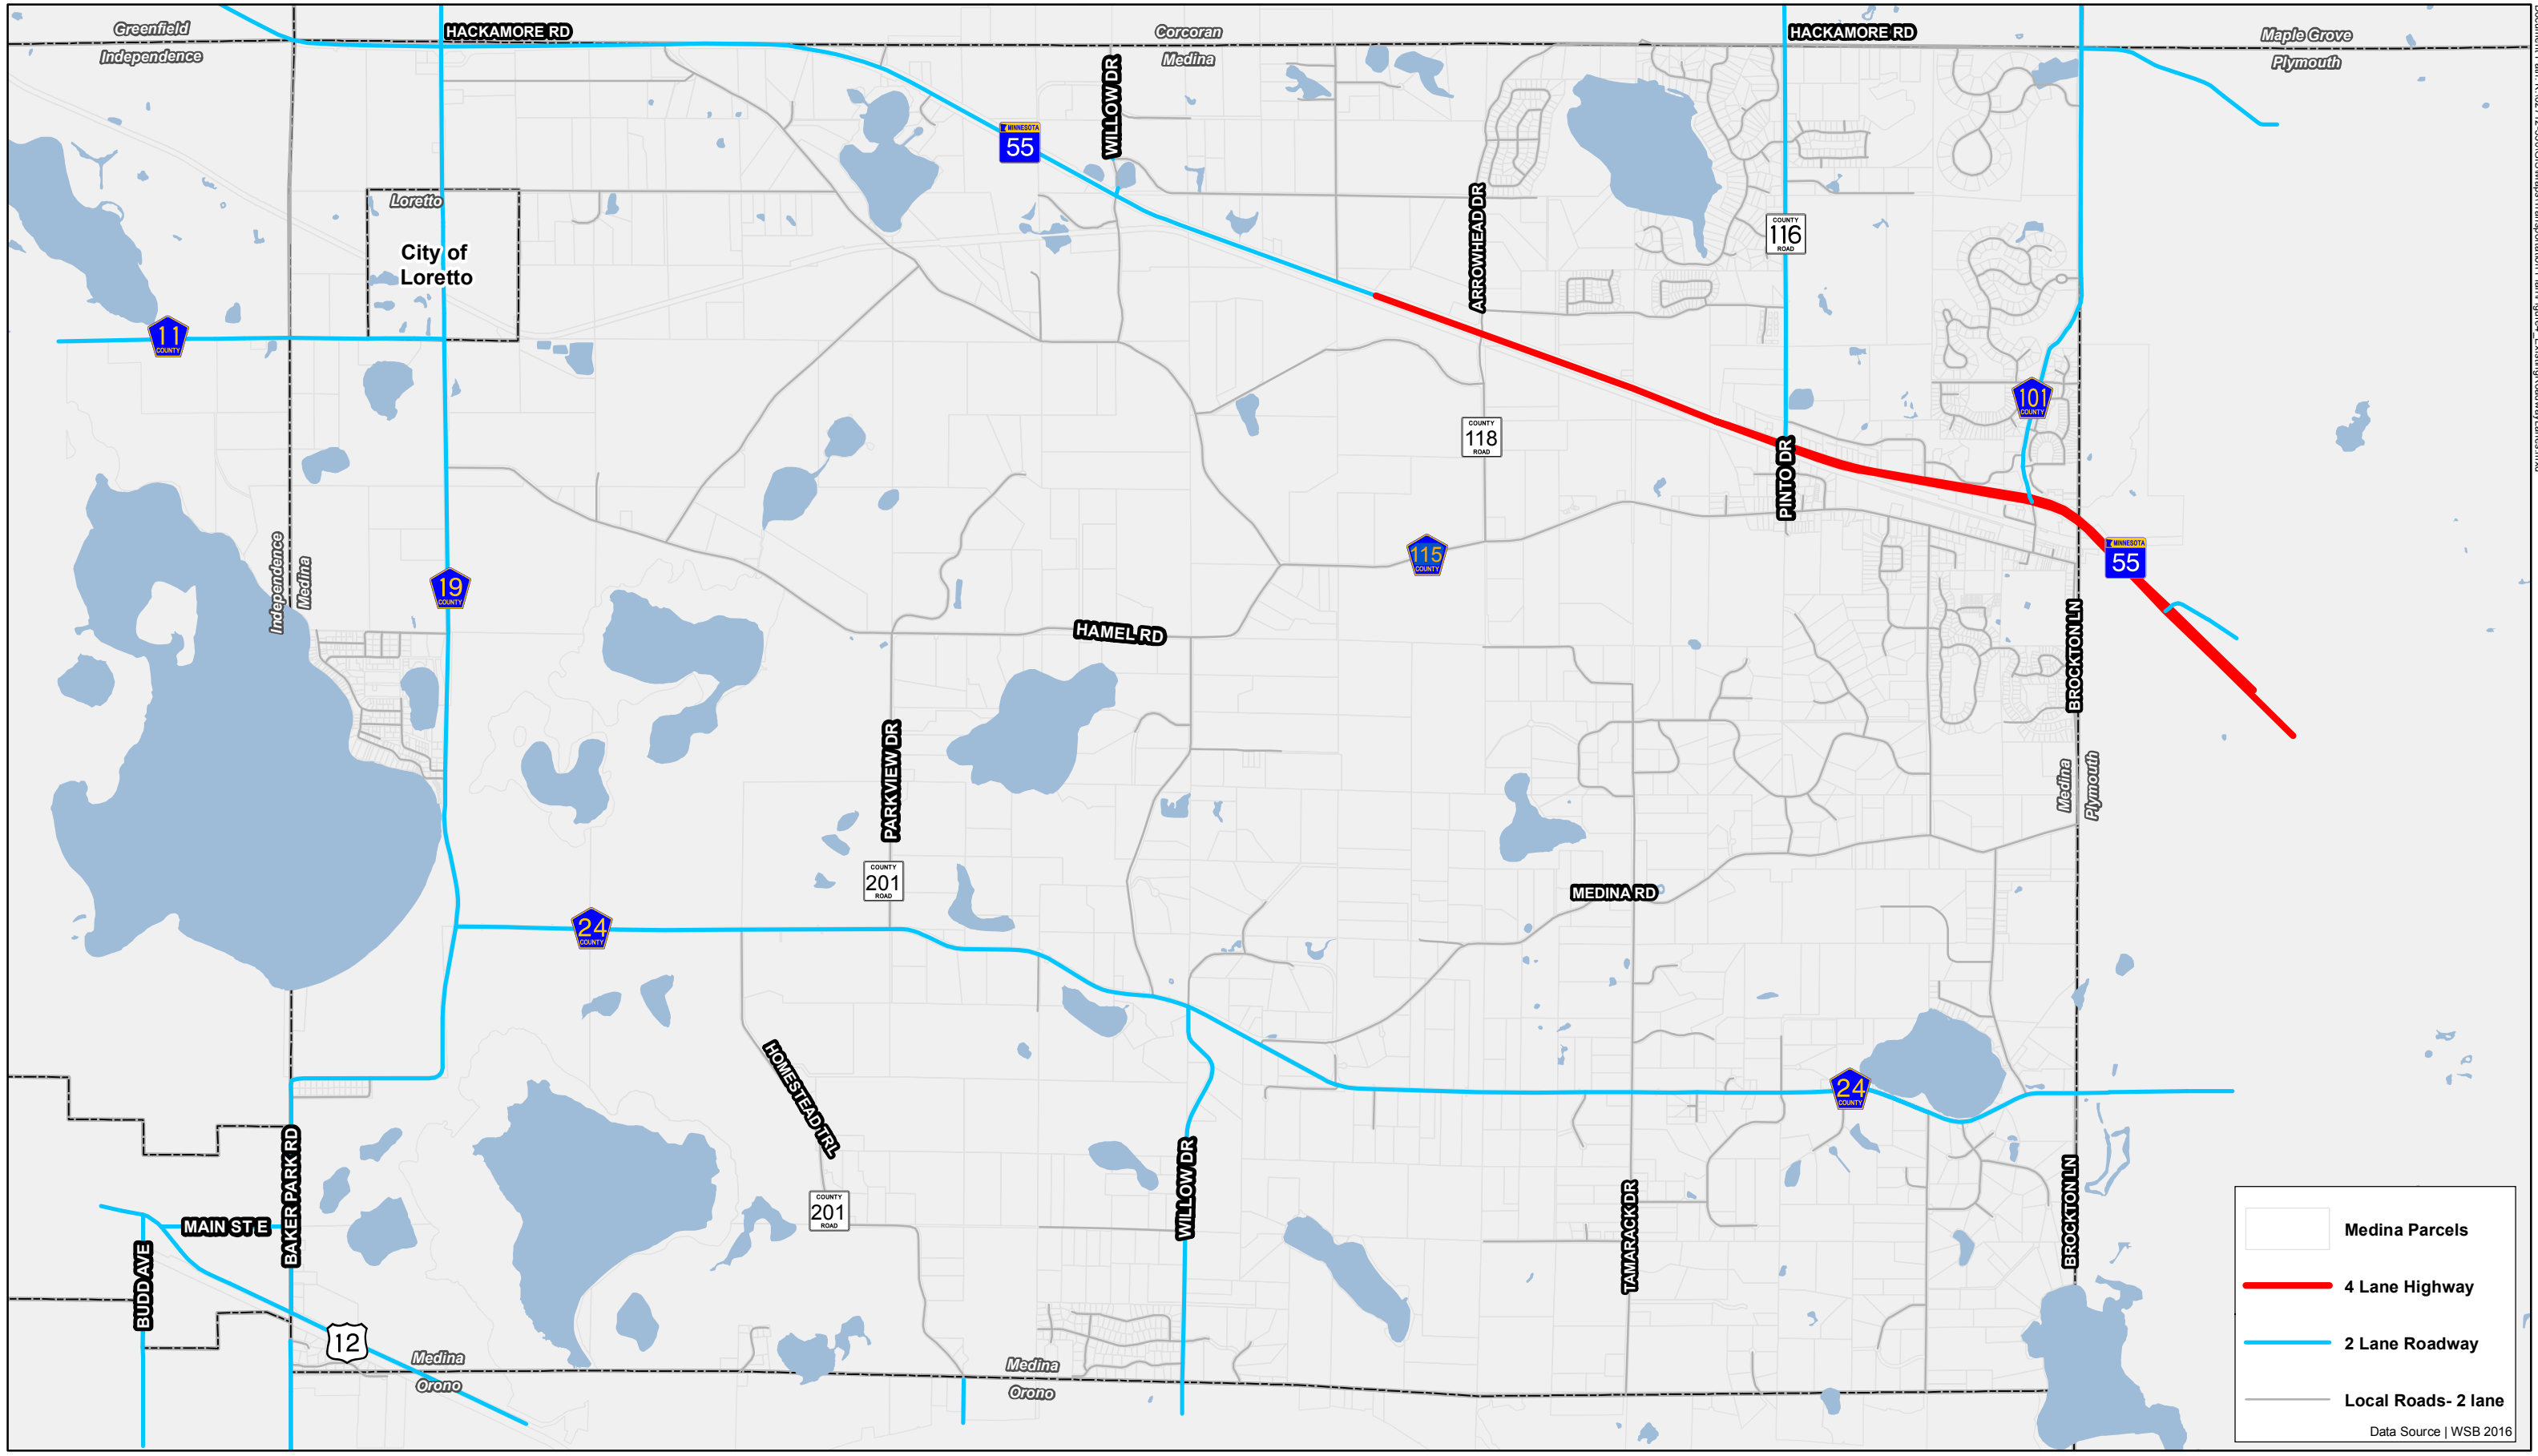 Greenfield
Independence
HACKAMORE RD
Corcoran
Medina
HACKAMORE RD
Maple Grove
Plymouth
WILLOW DR
MINNESOTA
55
Loretto
City of
Loretto
ARROWHEAD DR
COUNTY
116
ROAD
11
COUNTY
101
COUNTY
COUNTY
118
ROAD
PINTO DR
Independence
Medina
19
COUNTY
115
COUNTY
MINNESOTA
55
HAMEL RD
BROCKTON LN
PARKVIEW DR
Medina
Plymouth
COUNTY
201
ROAD
MEDINA RD
24
COUNTY
HOMESTEAD TRL
24
COUNTY
BAKER PARK RD
MAIN ST E
BUDD AVE
COUNTY
201
ROAD
WILLOW DR
TAMARACK DR
BROCKTON LN
12
Medina
Orono
Medina
Orono
Medina Parcels
4 Lane Highway
2 Lane Roadway
Local Roads- 2 lane
Data Source | WSB 2016